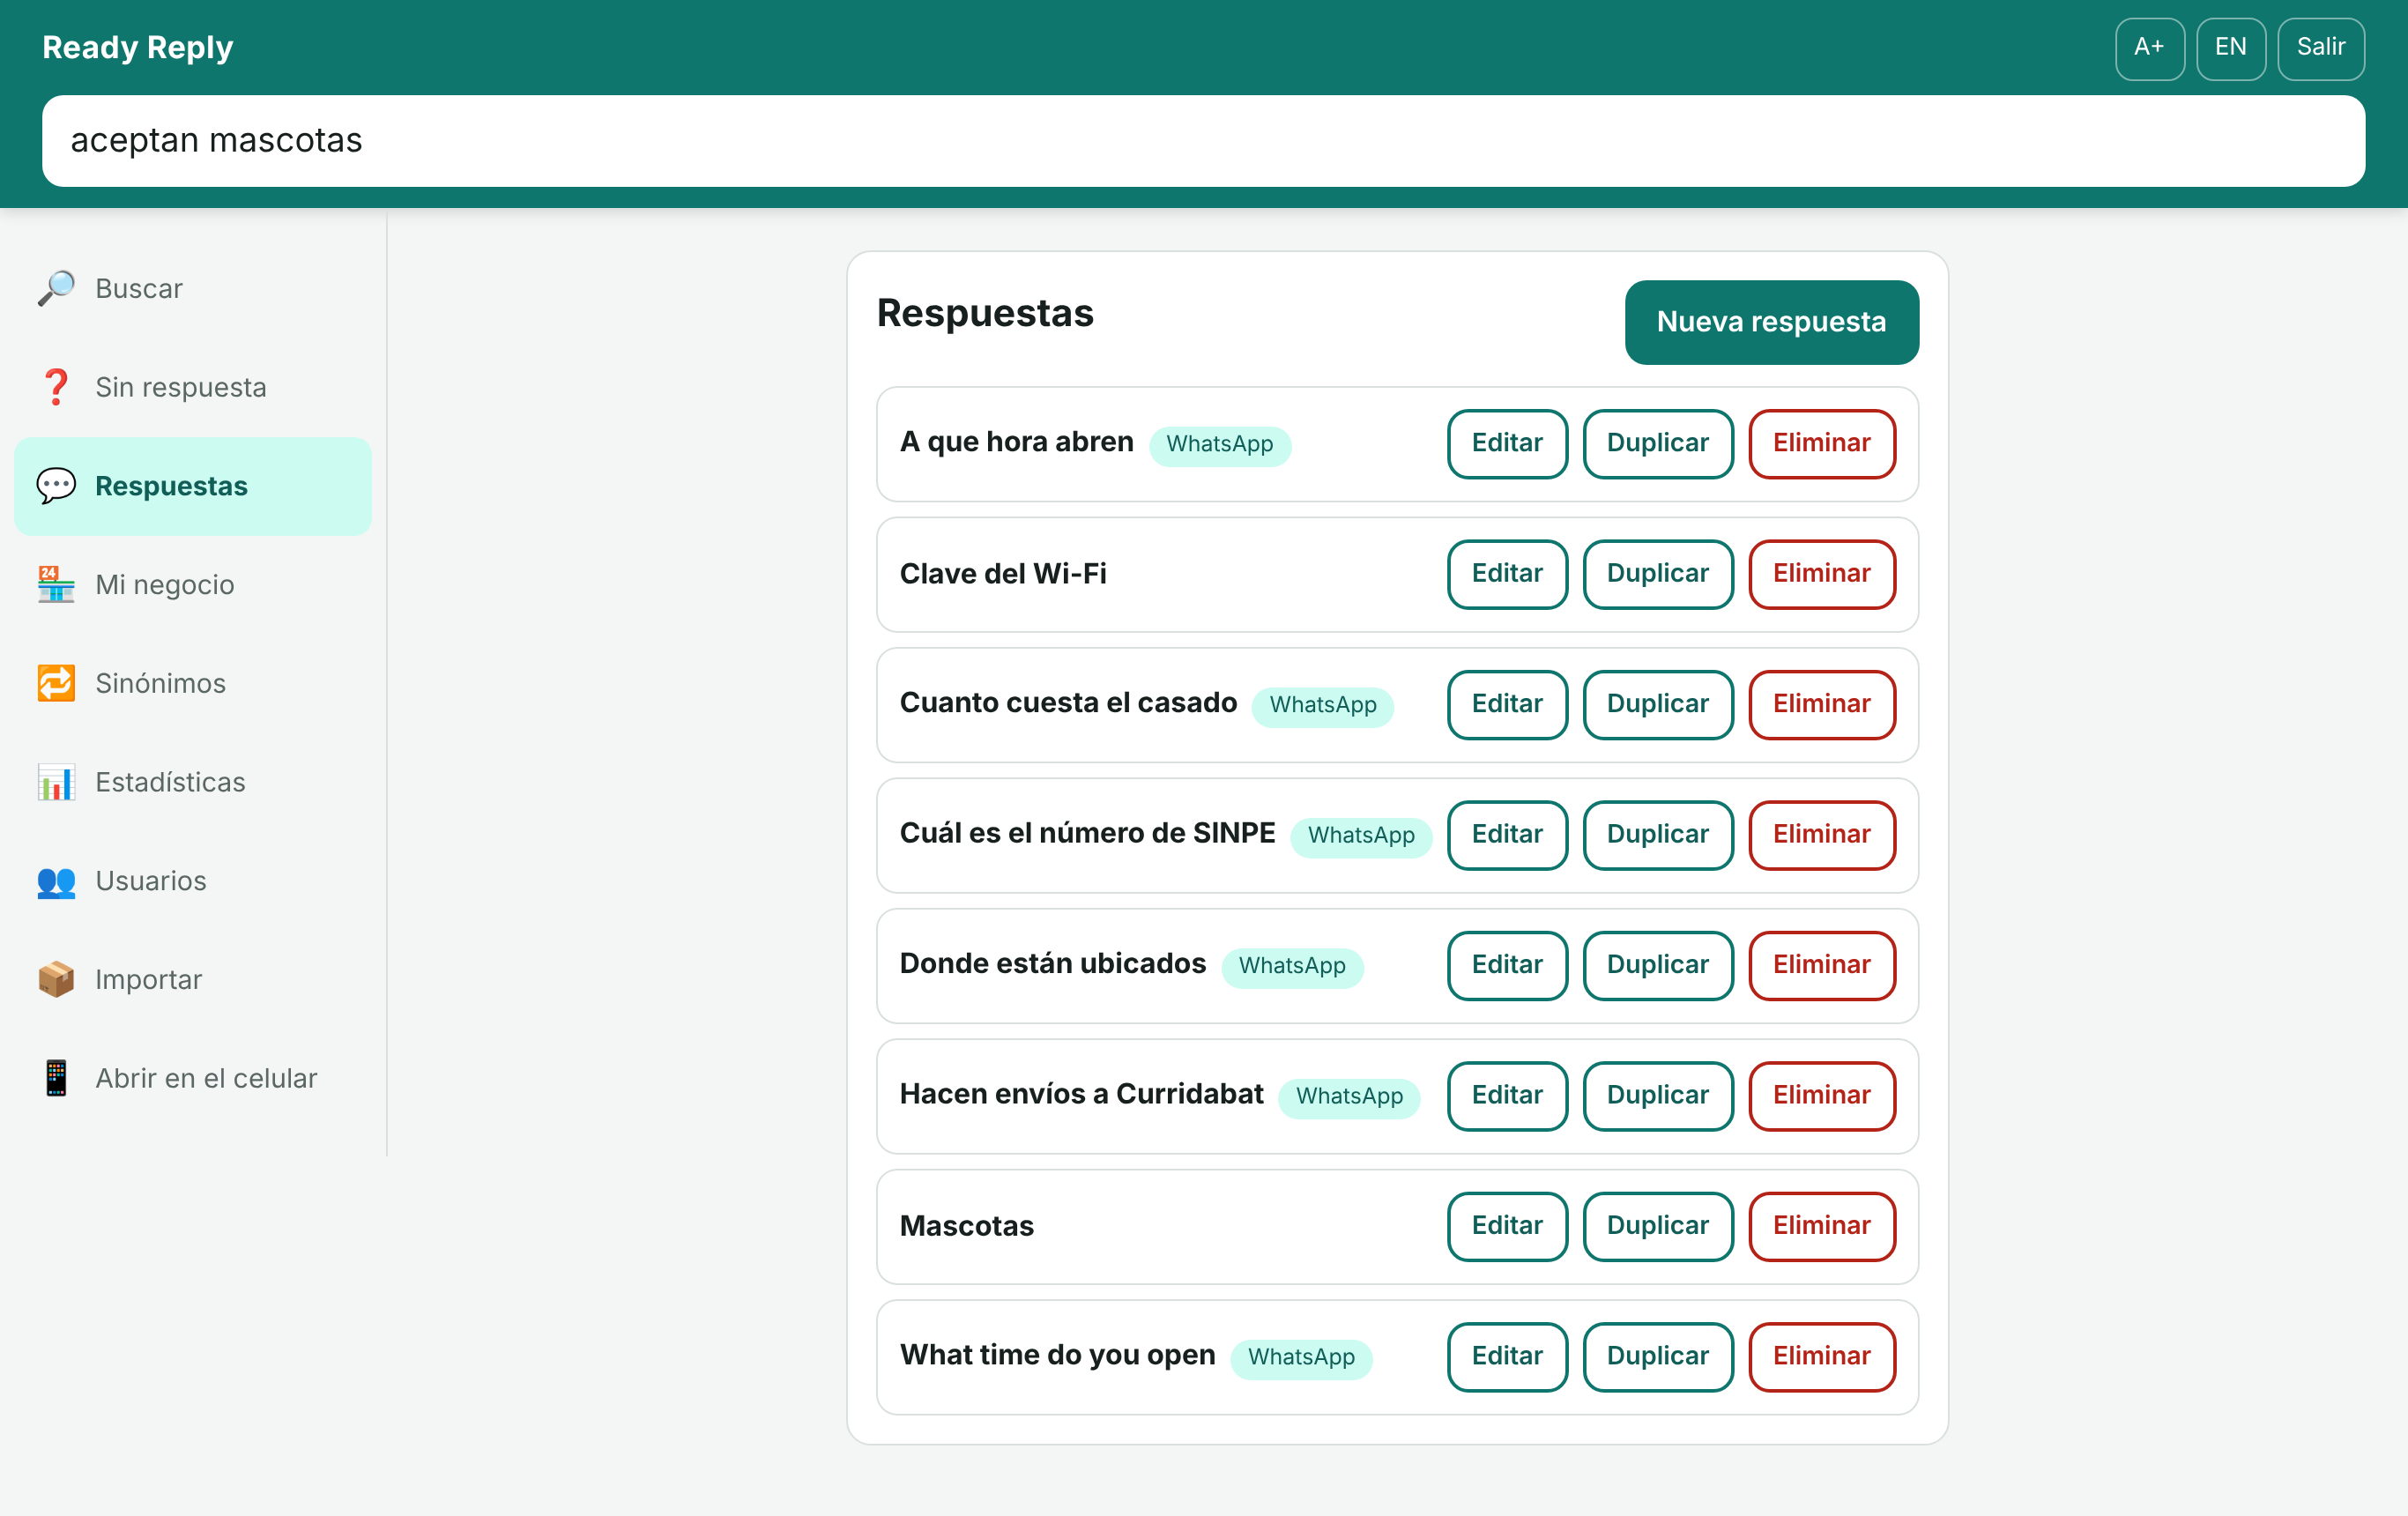 Ready Reply
A+ EN Salir
aceptan mascotas
Buscar
Sin respuesta
Respuestas
Mi negocio
Sinónimos
Estadísticas
Usuarios
Importar
Abrir en el celular
Respuestas
Nueva respuesta
A que hora abren WhatsApp Editar Duplicar Eliminar
Clave del Wi-Fi Editar Duplicar Eliminar
Cuanto cuesta el casado WhatsApp Editar Duplicar Eliminar
Cuál es el número de SINPE WhatsApp Editar Duplicar Eliminar
Donde están ubicados WhatsApp Editar Duplicar Eliminar
Hacen envíos a Curridabat WhatsApp Editar Duplicar Eliminar
Mascotas Editar Duplicar Eliminar
What time do you open WhatsApp Editar Duplicar Eliminar